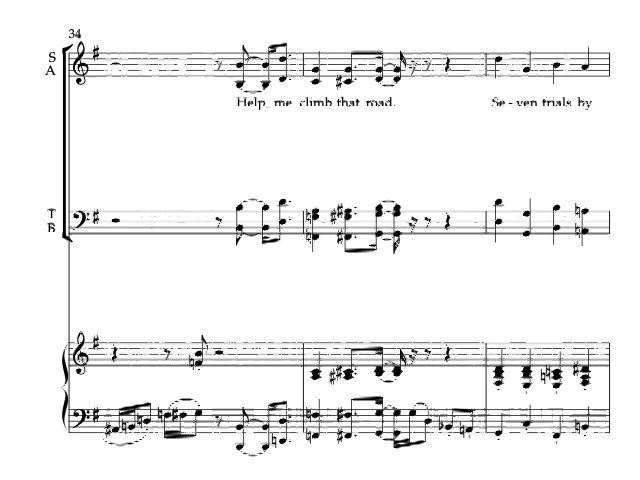 34
S
A
Help, me climb that road.
Se - ven trials by
T
B